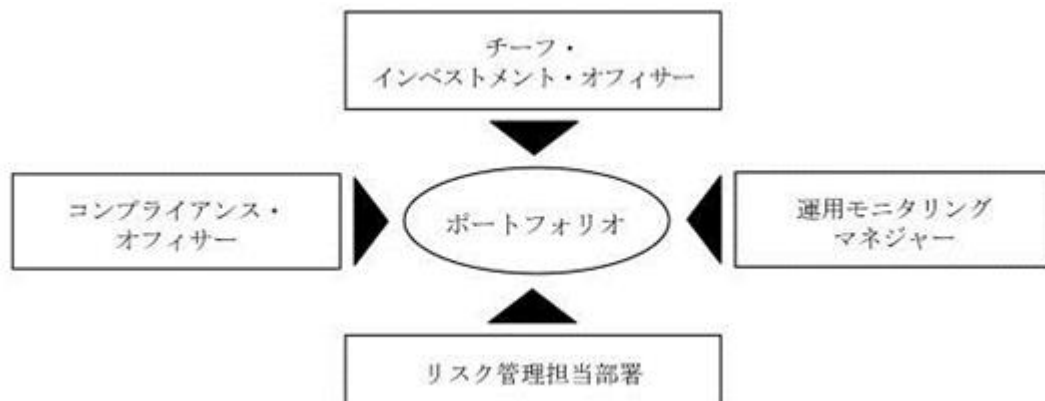 チーフ・
インベストメント・オフィサー
コンプライアンス・
オフィサー
ポートフォリオ
運用モニタリング
マネジャー
リスク管理担当部署